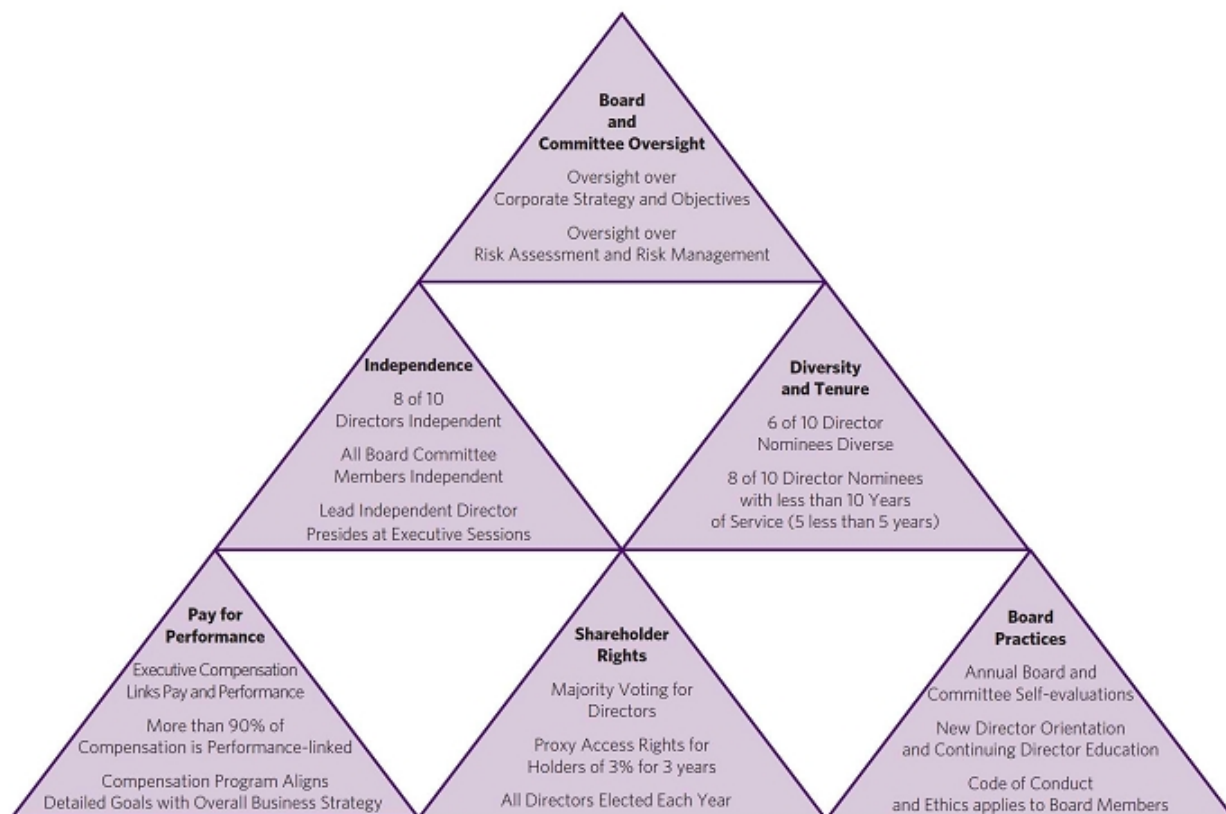 Board
and
Committee Oversight
Oversight over
Corporate Strategy and Objectives
Oversight over
Risk Assessment and Risk Management
Independence
8 of 10
Directors Independent
All Board Committee
Members Independent
Lead Independent Director
Presides at Executive Sessions
Diversity
and Tenure
6 of 10 Director
Nominees Diverse
8 of 10 Director Nominees
with less than 10 Years
of Service (5 less than 5 years)
Pay for
Performance
Executive Compensation
Links Pay and Performance
More than 90% of
Compensation is Performance-linked
Compensation Program Aligns
Detailed Goals with Overall Business Strategy
Shareholder
Rights
Majority Voting for
Directors
Proxy Access Rights for
Holders of 3% for 3 years
All Directors Elected Each Year
Board
Practices
Annual Board and
Committee Self-evaluations
New Director Orientation
and Continuing Director Education
Code of Conduct
and Ethics applies to Board Members